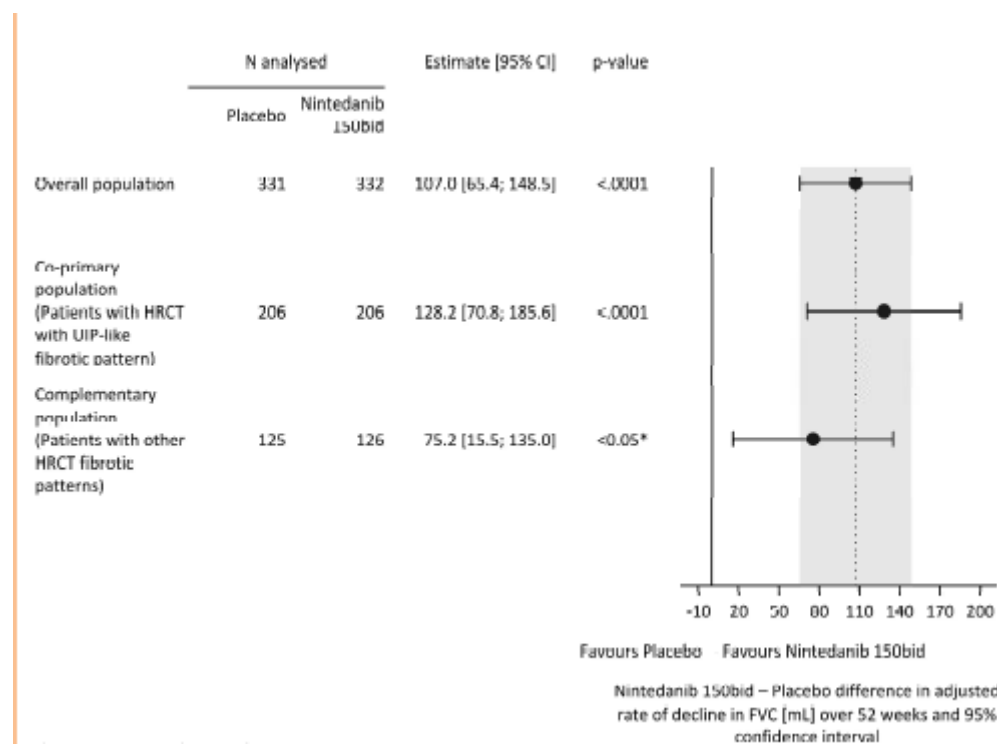 N analysed Estimate [95% CI] p-value
Placebo Nintedanib
150bid
Overall population 331 332 107.0 [65.4; 148.5] <.0001
Co-primary
population
(Patients with HRCT 206 206 128.2 [70.8; 185.6] <.0001
with UIP-like
fibrotic pattern)
Complementary
population
(Patients with other 125 126 75.2 [15.5; 135.0] <0.05*
HRCT fibrotic
patterns)
-10 20 50 80 110 140 170 200
Favours Placebo Favours Nintedanib 150bid
Nintedanib 150bid – Placebo difference in adjusted
rate of decline in FVC [mL] over 52 weeks and 95%
confidence interval